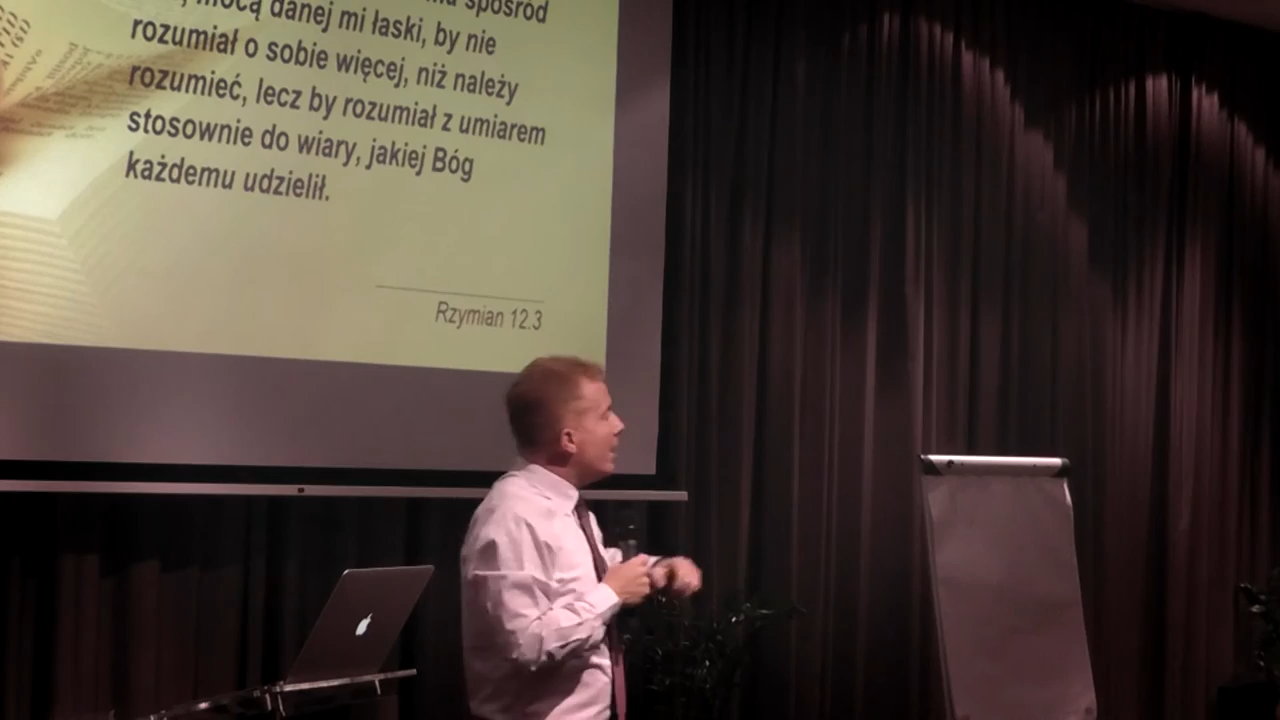 spośród
mocą danej mi łaski, by nie
rozumiał o sobie więcej, niż należy
rozumieć, lecz by rozumiał z umiarem
stosownie do wiary, jakiej Bóg
każdemu udzielił.
Rzymian 12.3